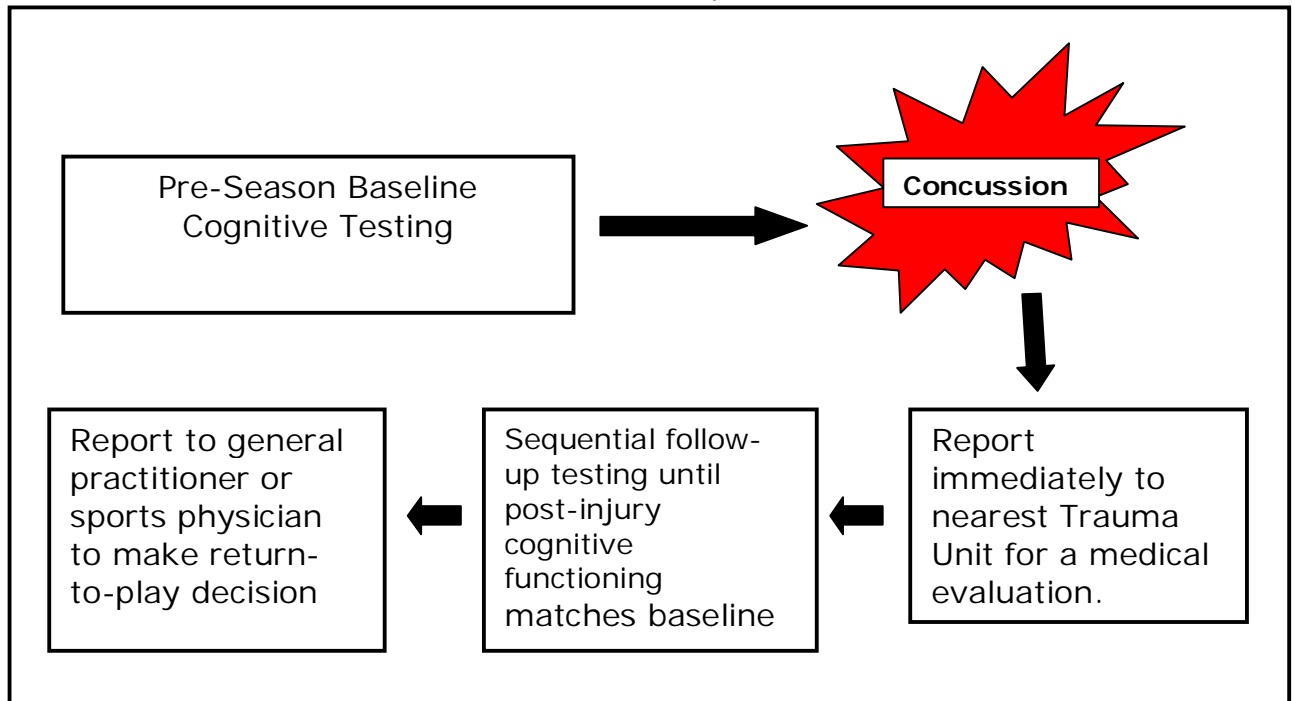 Pre-Season Baseline
Cognitive Testing
Concussion
Report
immediately to
nearest Trauma
Unit for a medical
evaluation.
Sequential follow-
up testing until
post-injury
cognitive
functioning
matches baseline
Report to general
practitioner or
sports physician
to make return-
to-play decision